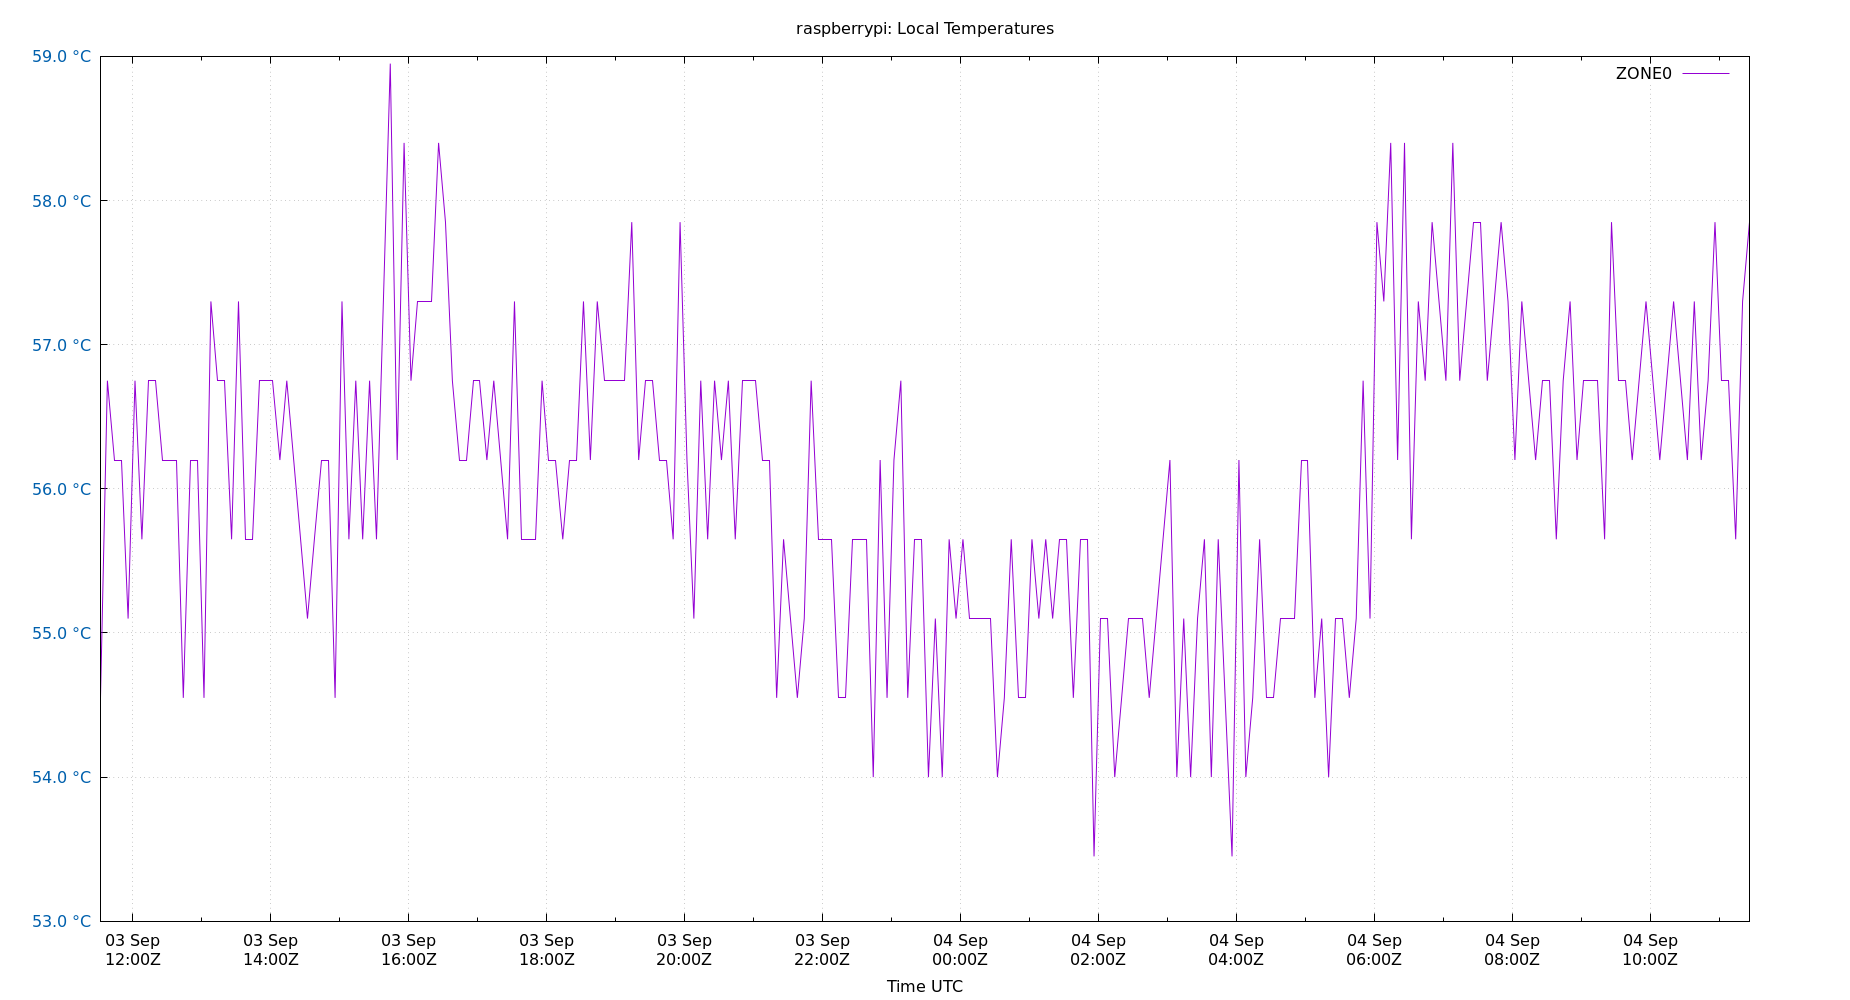 raspberrypi: Local Temperatures
59.0 °C
ZONE0
58.0 °C
57.0 °C
56.0 °C
55.0 °C
54.0 °C
53.0 °C
03 Sep 03 Sep 03 Sep 03 Sep 03 Sep 03 Sep 04 Sep 04 Sep 04 Sep 04 Sep 04 Sep 04 Sep
12:00Z 14:00Z 16:00Z 18:00Z 20:00Z 22:00Z 00:00Z 02:00Z 04:00Z 06:00Z 08:00Z 10:00Z
Time UTC